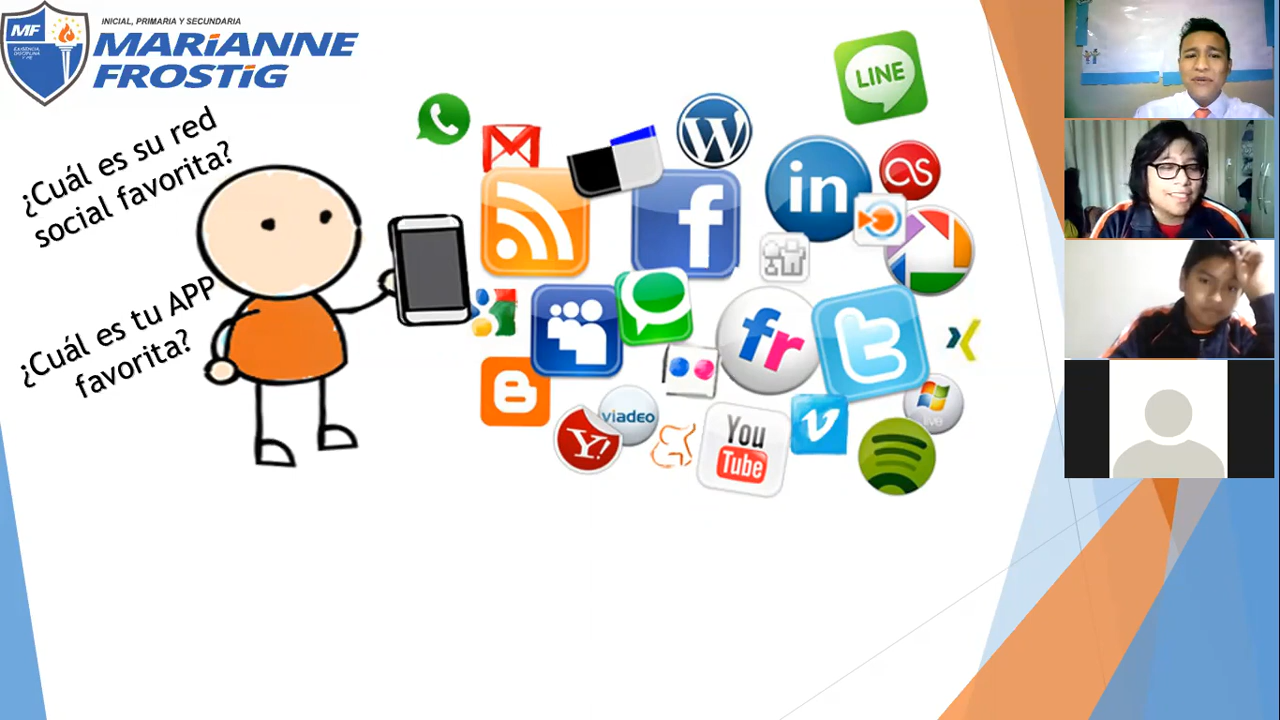 INICIAL, PRIMARIA Y SECUNDARIA
MF
MARiANNE
FROSTiG
¿Cuál es su red
social favorita?
¿Cuál es tu APP
favorita?
LINE
W
in
f
fr
t
B
viadeo
Y!
You
Tube
v